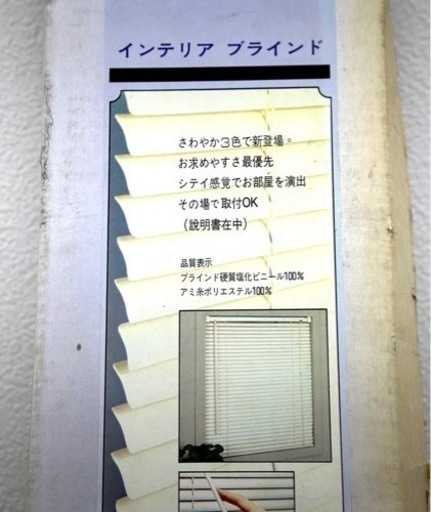 インテリア ブラインド
さわやか3色で新登場。
お求めやすさ最優先
シテイ感覚でお部屋を演出
その場で取付OK
(説明書在中)
品質表示
ブラインド硬質塩化ビニール100%
アミ糸ポリエステル100%